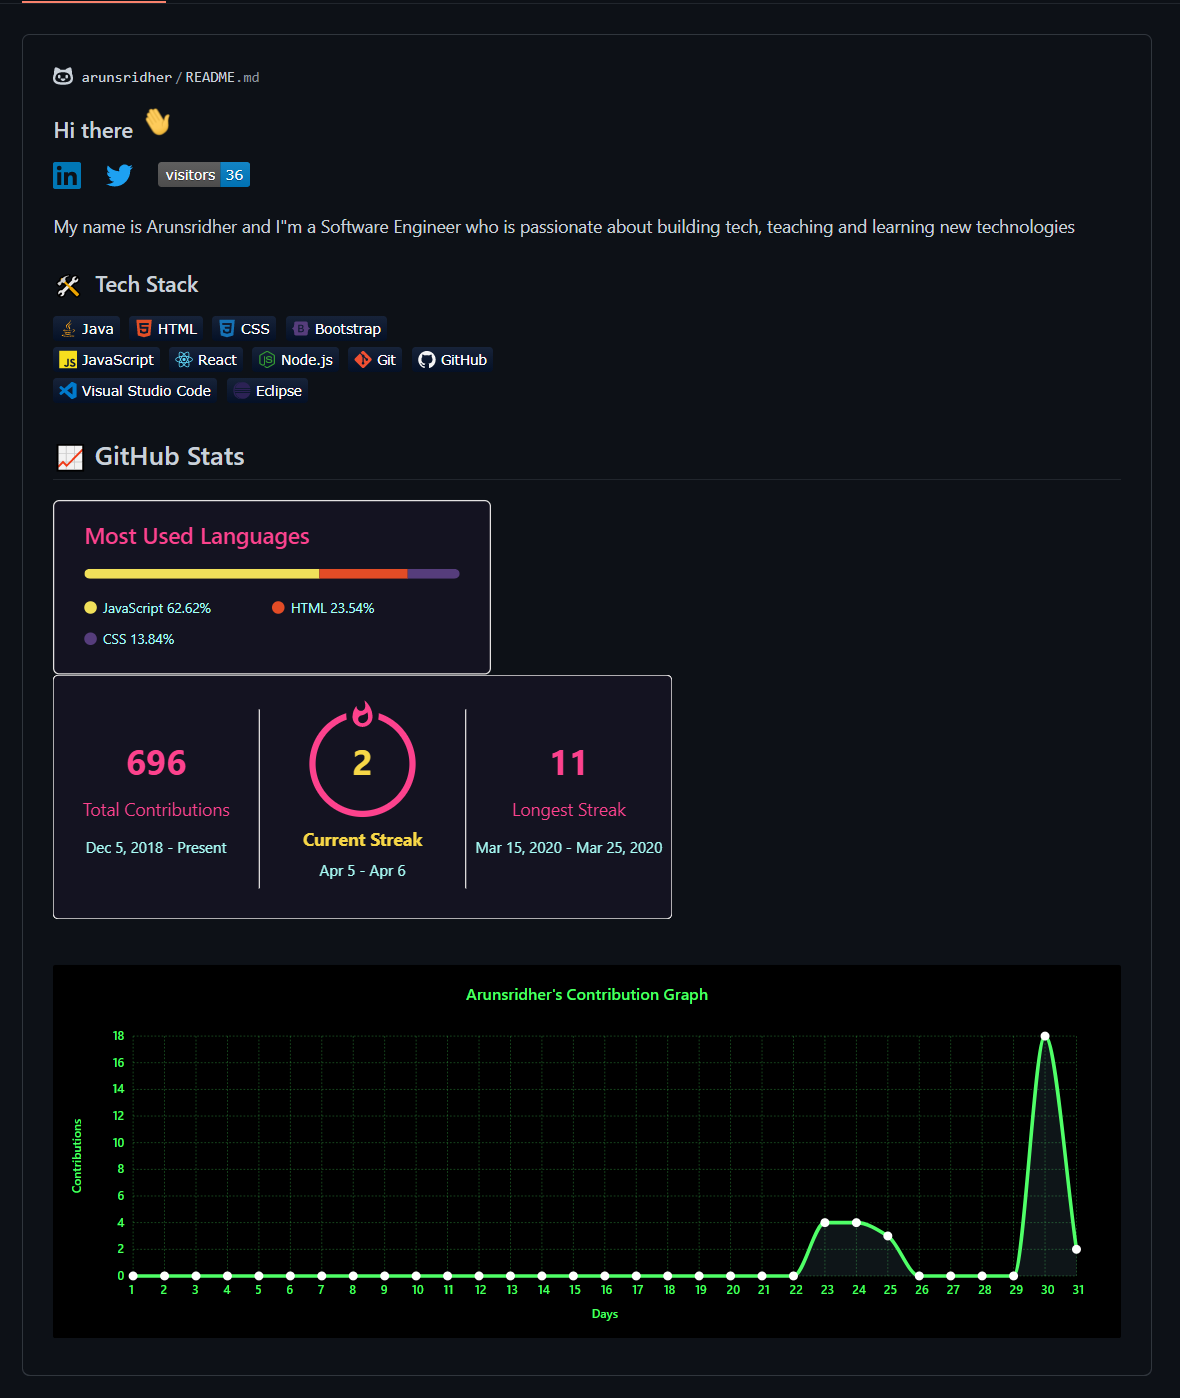 arunsridher/README.md
Hi there
visitors 36
My name is Arunsridher and I"m a Software Engineer who is passionate about building tech, teaching and learning new technologies
Tech Stack
Java HTML CSS Bootstrap
JS JavaScript React Node.js Git GitHub
Visual Studio Code Eclipse
GitHub Stats
Most Used Languages
JavaScript 62.62% HTML 23.54%
CSS 13.84%
696
Total Contributions
Dec 5, 2018 - Present
2
Current Streak
Apr 5 - Apr 6
11
Longest Streak
Mar 15, 2020 - Mar 25, 2020
Arunsridher's Contribution Graph
Contributions
18
16
14
12
10
8
6
4
2
0
1 2 3 4 5 6 7 8 9 10 11 12 13 14 15 16 17 18 19 20 21 22 23 24 25 26 27 28 29 30 31
Days